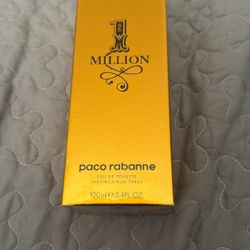 1
MILLION
paco rabanne
EAU DE TOILETTE
VAPORISATEUR SPRAY
100ml℮3.4FL.OZ